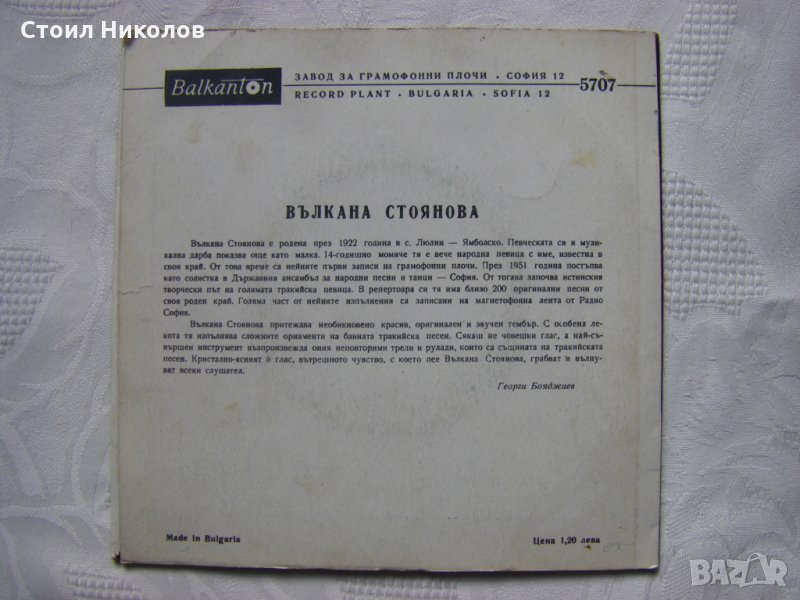 Стоил Николов
Balkanton
ЗАВОД ЗА ГРАМОФОННИ ПЛОЧИ • СОФИЯ 12
5707
RECORD PLANT • BULGARIA • SOFIA 12
ВЪЛКАНА СТОЯНОВА
Вълкана Стоянова е родена през 1922 година в с. Люлин — Ямболско. Певческата си и музи-
кална дарба показва още като малка. 14-годишно момиче тя е вече народна певица с име, известна в
своя край. От това време са нейните първи записи на грамофонни плочи. През 1951 година постъпва
като солистка в Държавния ансамбъл за народни песни и танци — София. От тогава започва истинския
творчески път на голямата тракийска певица. В репертоара си тя има близо 200 оригинални песни от
своя роден край. Голяма част от нейните изпълнения са записани на магнетофонна лента от Радио
София.
Вълкана Стоянова притежава необикновено красив, оригинален и звучен тембър. С особена ле-
кота тя изпълнява сложните орнаменти на бавната тракийска песен. Сякаш не човешки глас, а най-съ-
вършен инструмент възпроизвежда ония неповторими трели и рулади, които са същината на тракийската
песен. Кристално-ясният ѝ глас, вътрешното чувство, с което пее Вълкана Стоянова, грабват и вълну-
ват всеки слушател.
Георги Бояджиев
Made in Bulgaria
Цена 1,20 лева
BAZAR